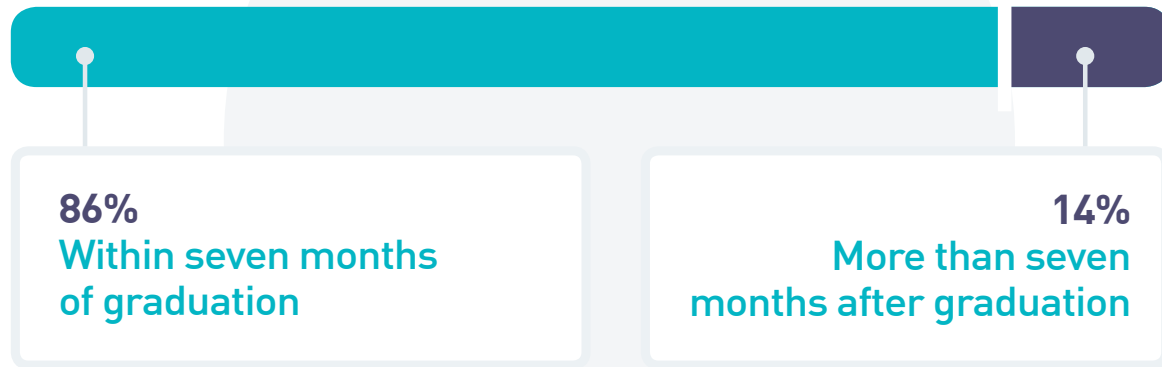 86%
Within seven months
of graduation
14%
More than seven
months after graduation